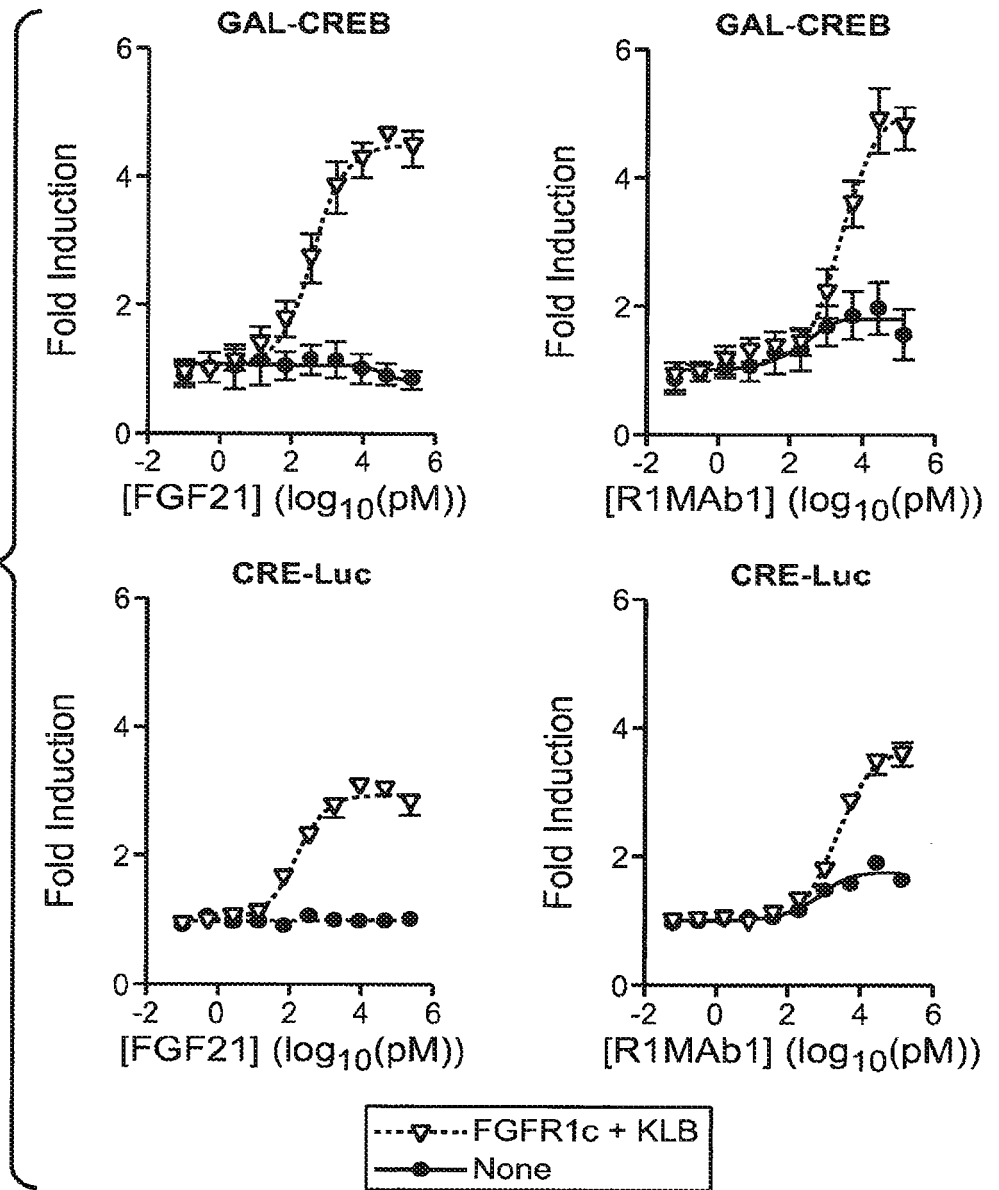 GAL-CREB
6
4
2
0
Fold Induction
-2 0 2 4 6
[FGF21] (log10(pM))
GAL-CREB
6
4
2
0
Fold Induction
-2 0 2 4 6
[R1MAb1] (log10(pM))
CRE-Luc
6
4
2
0
Fold Induction
-2 0 2 4 6
[FGF21] (log10(pM))
CRE-Luc
6
4
2
0
Fold Induction
-2 0 2 4 6
[R1MAb1] (log10(pM))
FGFR1c + KLB
None